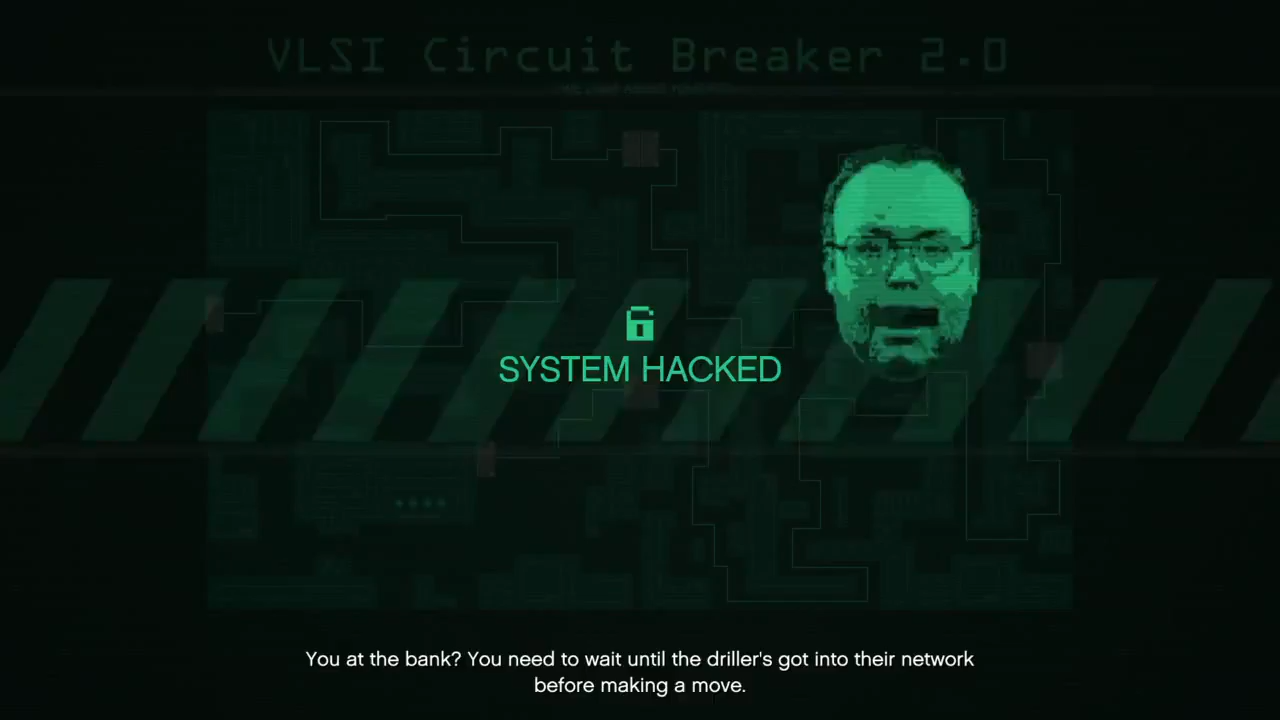 VLSI Circuit Breaker 2.0
SYSTEM HACKED
You at the bank? You need to wait until the driller's got into their network
before making a move.